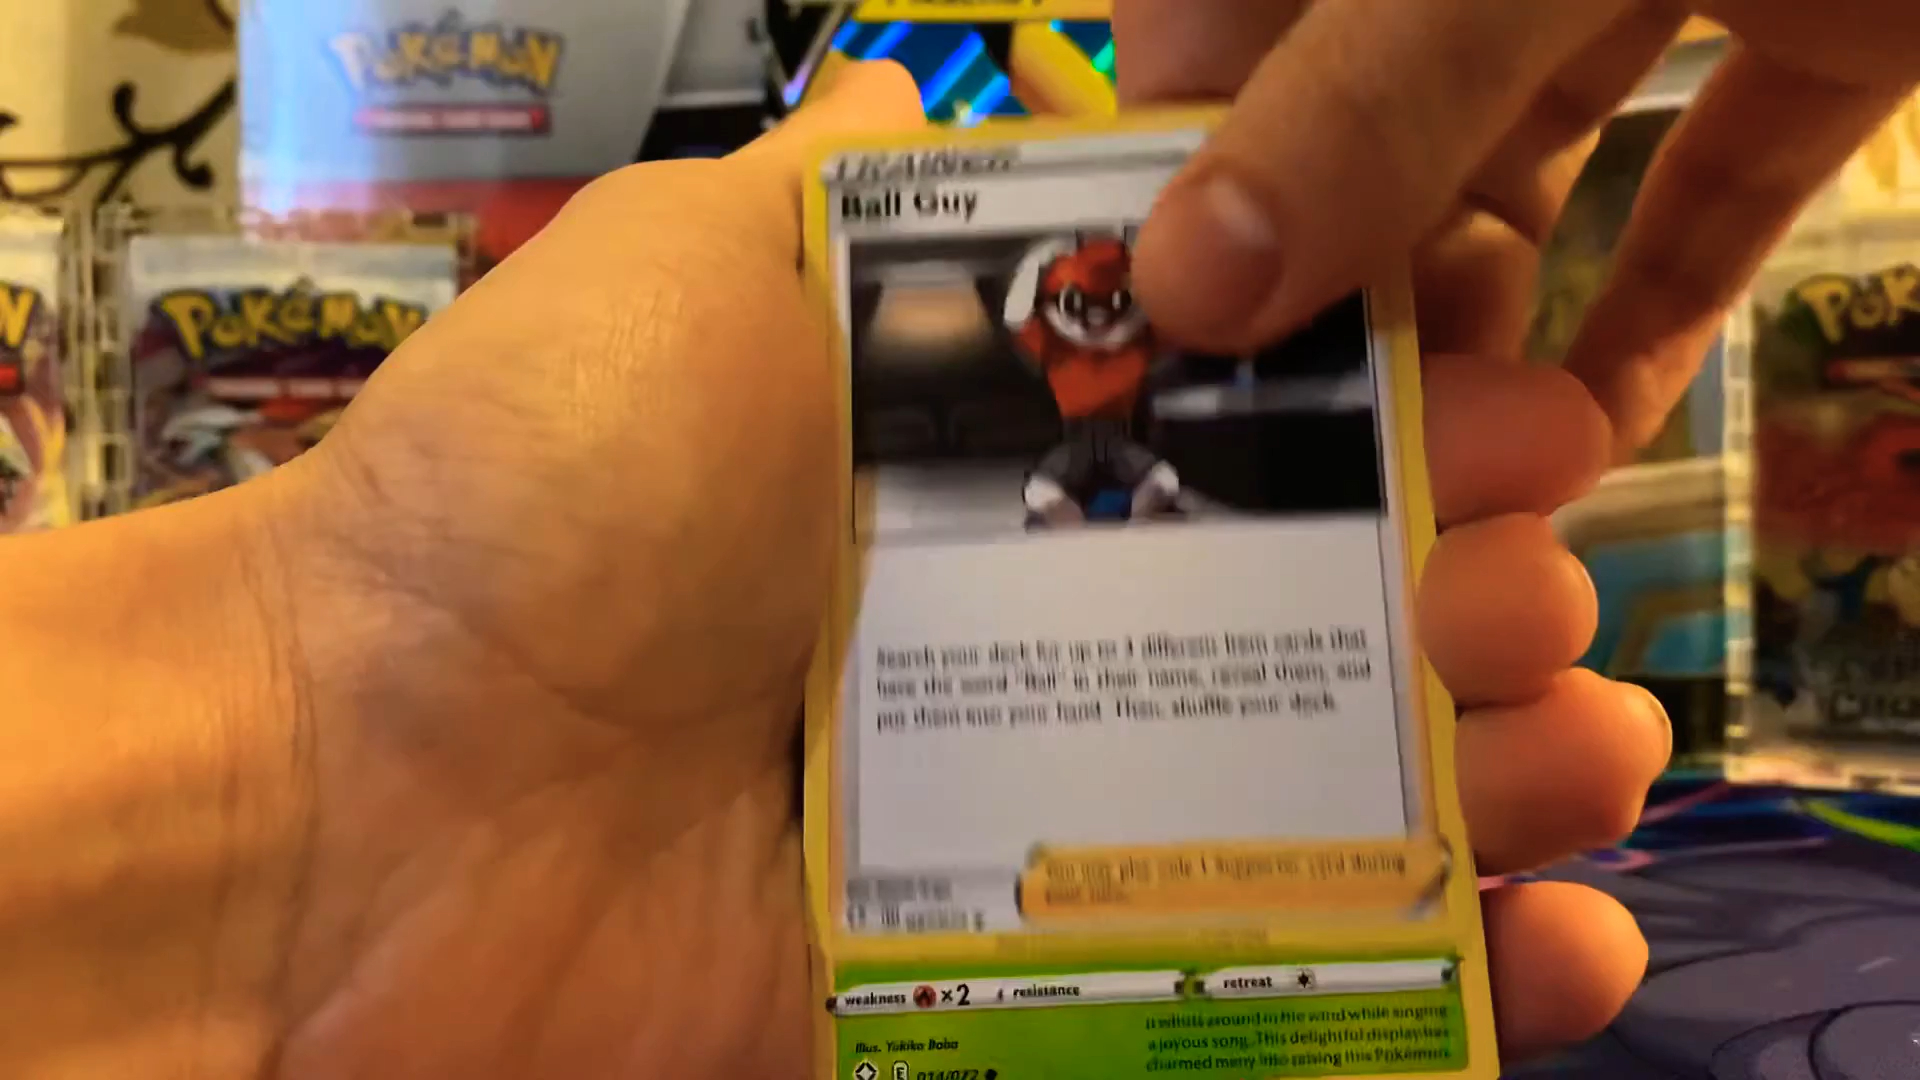 POKÉMON
POKÉMON
POKÉ
Ball Guy
Search your deck for up to 3 different Item cards that
have the word "Ball" in their name, reveal them, and
put them into your hand. Then, shuffle your deck.
You may play only 1 Supporter card during
your turn.
weakness ×2 resistance retreat
It whirls around in the wind while singing
a joyous song. This delightful display has
charmed many into raising this Pokémon.
Illus. Yukiko Baba
E 014/072